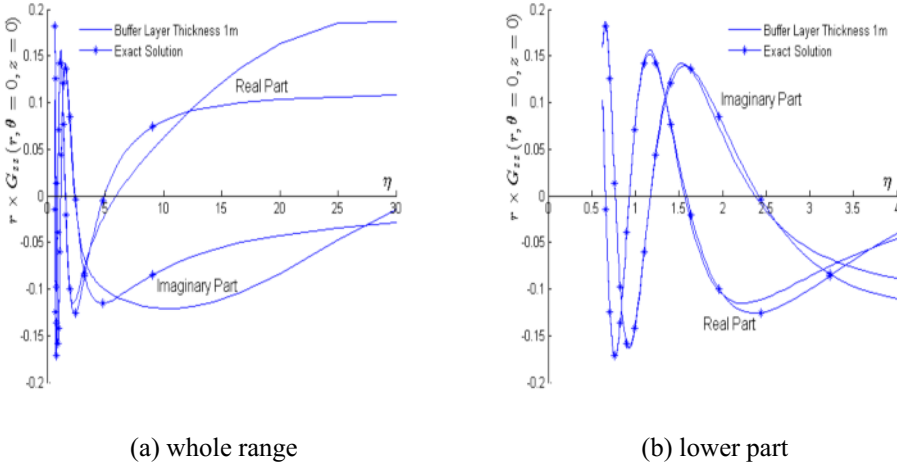 0.2
0.15
0.1
0.05
0
-0.05
-0.1
-0.15
-0.2
0
5
10
15
20
25
30
r × G_zz (r, θ = 0, z = 0)
Buffer Layer Thickness 1m
Exact Solution
Real Part
η
Imaginary Part
(a) whole range
0.2
0.15
0.1
0.05
0
-0.05
-0.1
-0.15
-0.2
0
0.5
1
1.5
2
2.5
3
3.5
4
r × G_zz (r, θ = 0, z = 0)
Buffer Layer Thickness 1m
Exact Solution
Imaginary Part
η
Real Part
(b) lower part